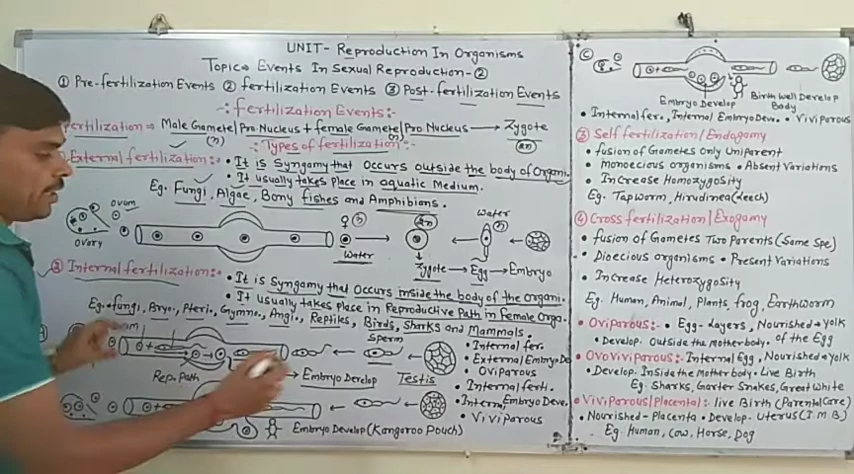 UNIT- Reproduction In Organisms
Topic→ Events In Sexual Reproduction-②
① Pre-fertilization Events ② fertilization Events ③ Post-fertilization Events
-: fertilization Events:-
fertilization ⇒ Male Gamete/Pro Nucleus + female Gamete/Pro Nucleus → Zygote
(n) (n) (2n)
-: Types of fertilization :-
External fertilization :- • It is Syngamy that Occurs outside the body of Organi.
• It usually takes Place in aquatic Medium.
Eg. Fungi, Algae, Bony fishes and Amphibians.
Ovam
Ovary
♀ (n)
Water
(2n)
Zygote → Egg → Embryo
Water
(n)
② Internal fertilization:- • It is Syngamy that Occurs inside the body of the organi.
• It usually takes Place in Reproductive Path in Female Orga.
Eg. fungi, Bryo., Pteri., Gymno., Angi., Reptiles, Birds, Sharks and Mammals.
Sperm
Rep. Path
→ Embryo Develop
Testis
• Internal fer.
• External Embryo De
• Oviparous
• Internal ferti.
• Intern, Embryo Deve.
• Viviparous
Embryo Develop (Kangaroo Pouch)
©
Embryo Develop
Birth Well Develop
Body
• Internal fer., Internal Embryo Dev. • Viviparous
③ Self fertilization/Endagamy
• fusion of Gametes Only Uniparent
• Monoecious organisms • Absent Variations
• Increase Homozygosity
Eg. Tapworm, Hirudinea (Leech)
④ Cross fertilization/Exogamy
• fusion of Gametes Two Parents (Same Spe)
• Dioecious organisms • Present Variations
• Increase Heterozygosity
Eg. Human, Animal, Plants, frog, Earthworm
• Oviparous:- • Egg-Layers, Nourished→Yolk
• Develop. Outside the Motherbody. of the Egg
• Ovoviviparous:- Internal Egg, Nourished→Yolk
• Develop. Inside the Motherbody. Live Birth
Eg. Sharks, Garter Snakes, Great White
• Viviparous/Placental:- live Birth (Parental Care)
• Nourished-Placenta • Develop- Uterus (I.M.B.)
Eg. Human, Cow, Horse, Dog